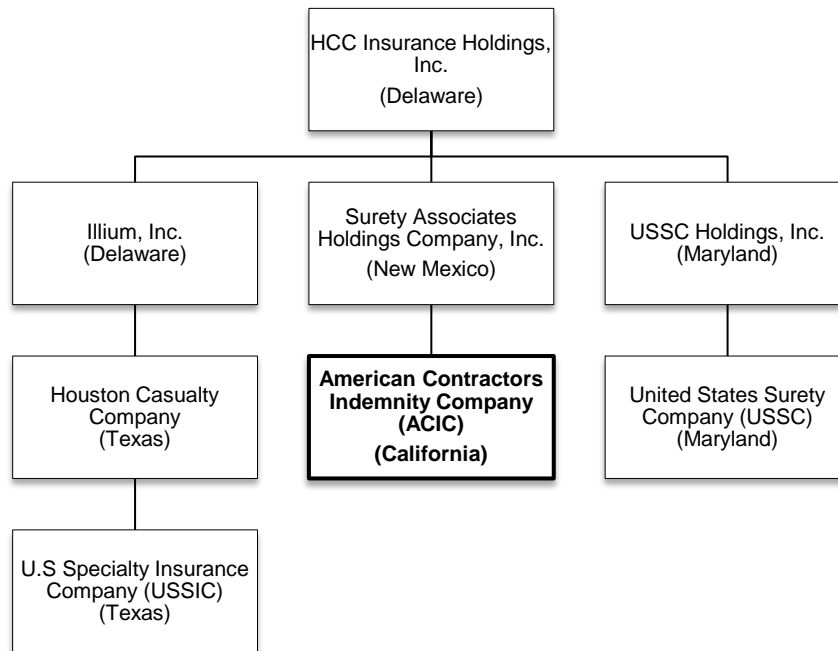 HCC Insurance Holdings,
Inc.
(Delaware)
Illium, Inc.
(Delaware)
Surety Associates
Holdings Company, Inc.
(New Mexico)
USSC Holdings, Inc.
(Maryland)
Houston Casualty
Company
(Texas)
American Contractors
Indemnity Company
(ACIC)
(California)
United States Surety
Company (USSC)
(Maryland)
U.S Specialty Insurance
Company (USSIC)
(Texas)